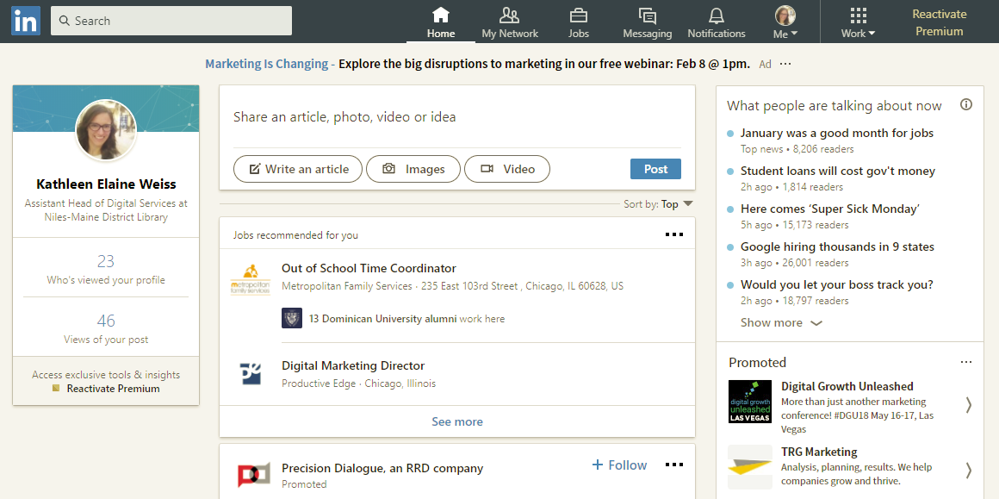 in
Search
Home
My Network
Jobs
Messaging
Notifications
Me
Work
Reactivate
Premium
Marketing Is Changing - Explore the big disruptions to marketing in our free webinar: Feb 8 @ 1pm. Ad ···
Kathleen Elaine Weiss
Assistant Head of Digital Services at
Niles-Maine District Library
23
Who's viewed your profile
46
Views of your post
Access exclusive tools & insights
Reactivate Premium
Share an article, photo, video or idea
Write an article
Images
Video
Post
Sort by: Top
Jobs recommended for you
metropolitan
family services
Out of School Time Coordinator
Metropolitan Family Services · 235 East 103rd Street , Chicago, IL 60628, US
13 Dominican University alumni work here
Digital Marketing Director
Productive Edge · Chicago, Illinois
See more
Precision Dialogue, an RRD company
Promoted
+ Follow
What people are talking about now
January was a good month for jobs
Top news • 8,206 readers
Student loans will cost gov't money
2h ago • 1,814 readers
Here comes ‘Super Sick Monday’
5h ago • 15,173 readers
Google hiring thousands in 9 states
3h ago • 26,001 readers
Would you let your boss track you?
2h ago • 18,797 readers
Show more
Promoted
digital growth
unleashed
LAS VEGAS
Digital Growth Unleashed
More than just another marketing
conference! #DGU18 May 16-17, Las
Vegas
TRG Marketing
Analysis, planning, results. We help
companies grow and thrive.